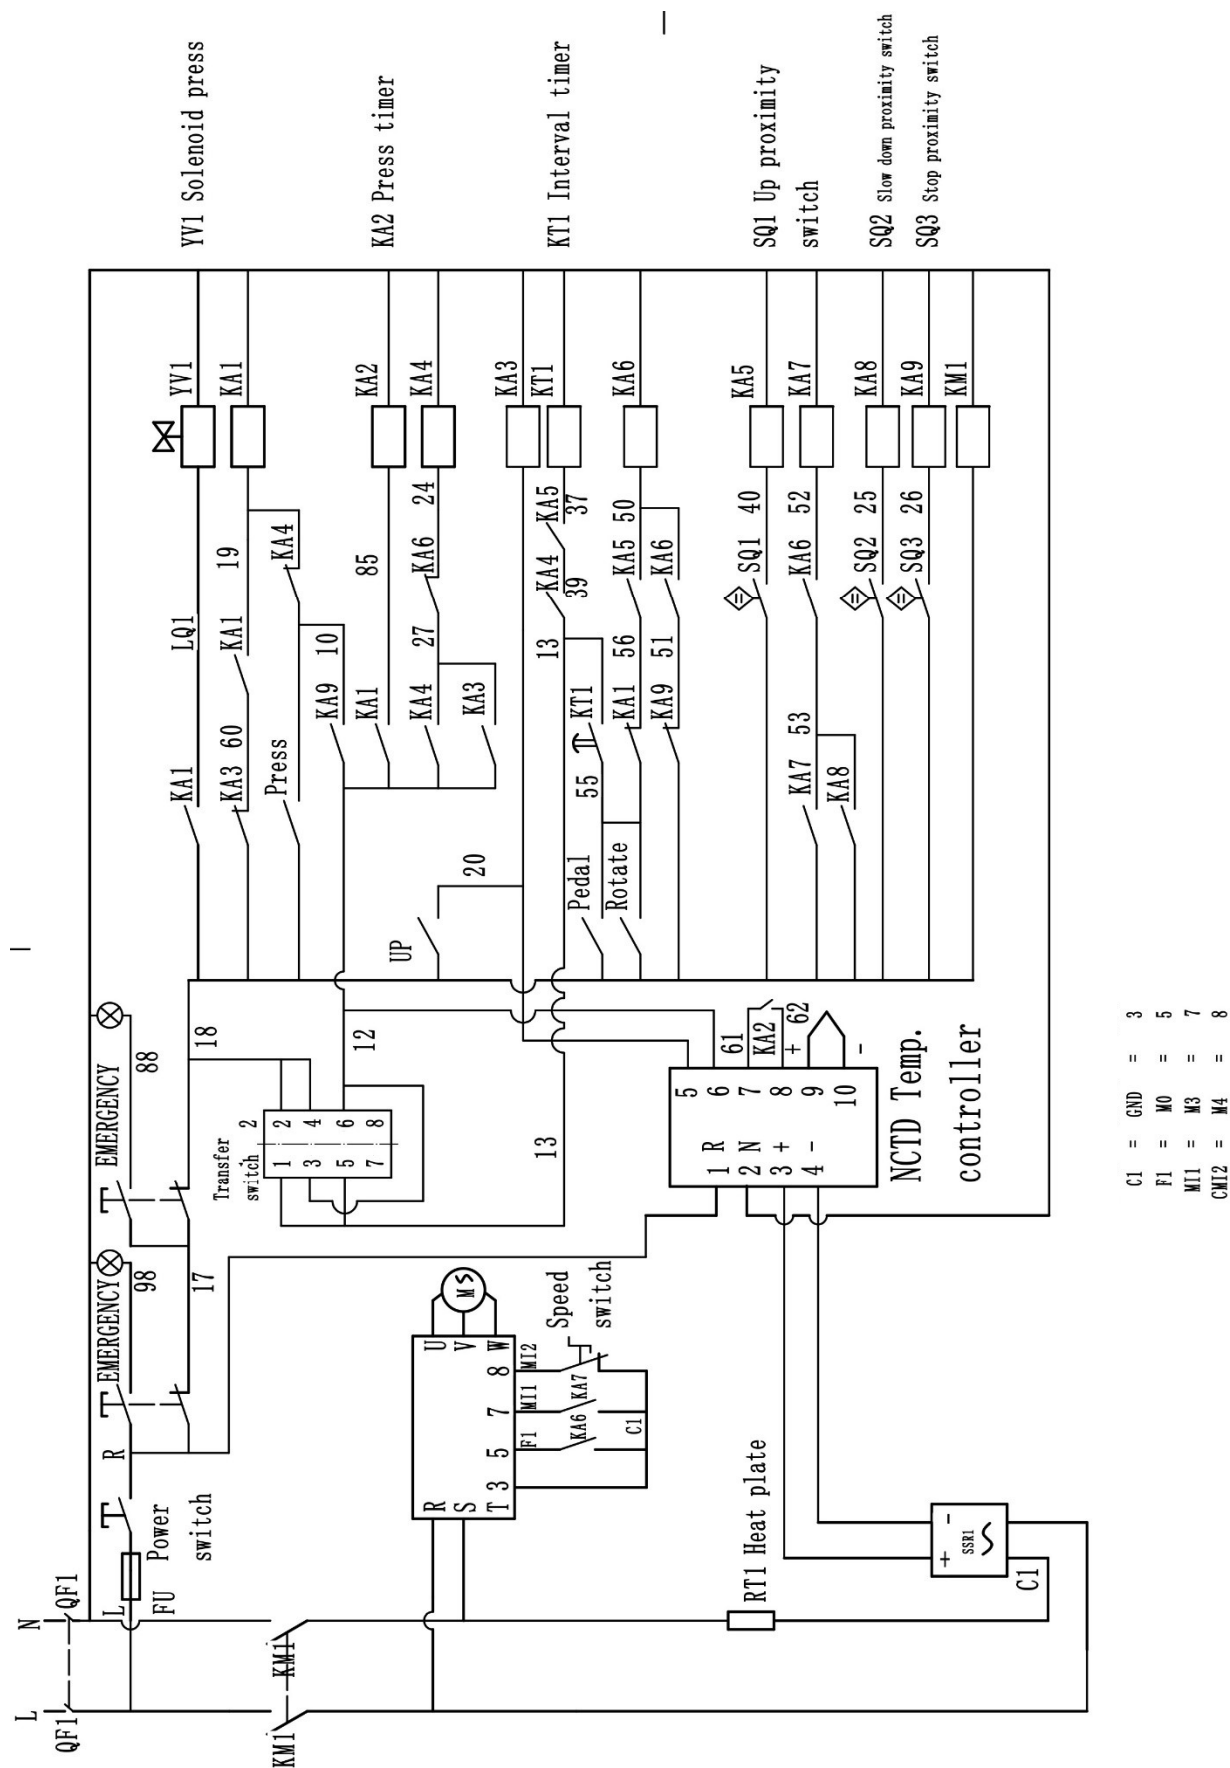 L
N
QF1
QF1
L
FU
Power
switch
R
EMERGENCY
98
17
EMERGENCY
88
18
KM1
KM1
Transfer
switch
2
1 2
3 4
5 6
7 8
12
13
UP
20
KA1
LQ1
YV1
YV1 Solenoid press
KA3
60
KA1
19
KA1
Press
KA4
KA9
10
KA1
85
KA2
KA2 Press timer
KA4
27
KA6
24
KA4
KA3
KA3
13
KA4
39
KA5
37
KT1
KT1 Interval timer
Pedal
55
KT1
Rotate
KA1
56
KA5
50
KA6
KA9
51
KA6
SQ1
40
KA5
SQ1 Up proximity
switch
KA7
53
KA6
52
KA7
KA8
SQ2
25
KA8
SQ2 Slow down proximity switch
SQ3
26
KA9
SQ3 Stop proximity switch
KM1
R
S
T
U
V
W
M
3
5
7
8
F1
MI1
MI2
KA6
KA7
C1
Speed
switch
1 R
2 N
3 +
4 -
5
6
7
8
9
10
61
KA2
62
+
-
NCTD Temp.
controller
RT1 Heat plate
+
-
SSR1
C1
C1 = GND = 3
F1 = M0 = 5
MI1 = M3 = 7
CMI2 = M4 = 8